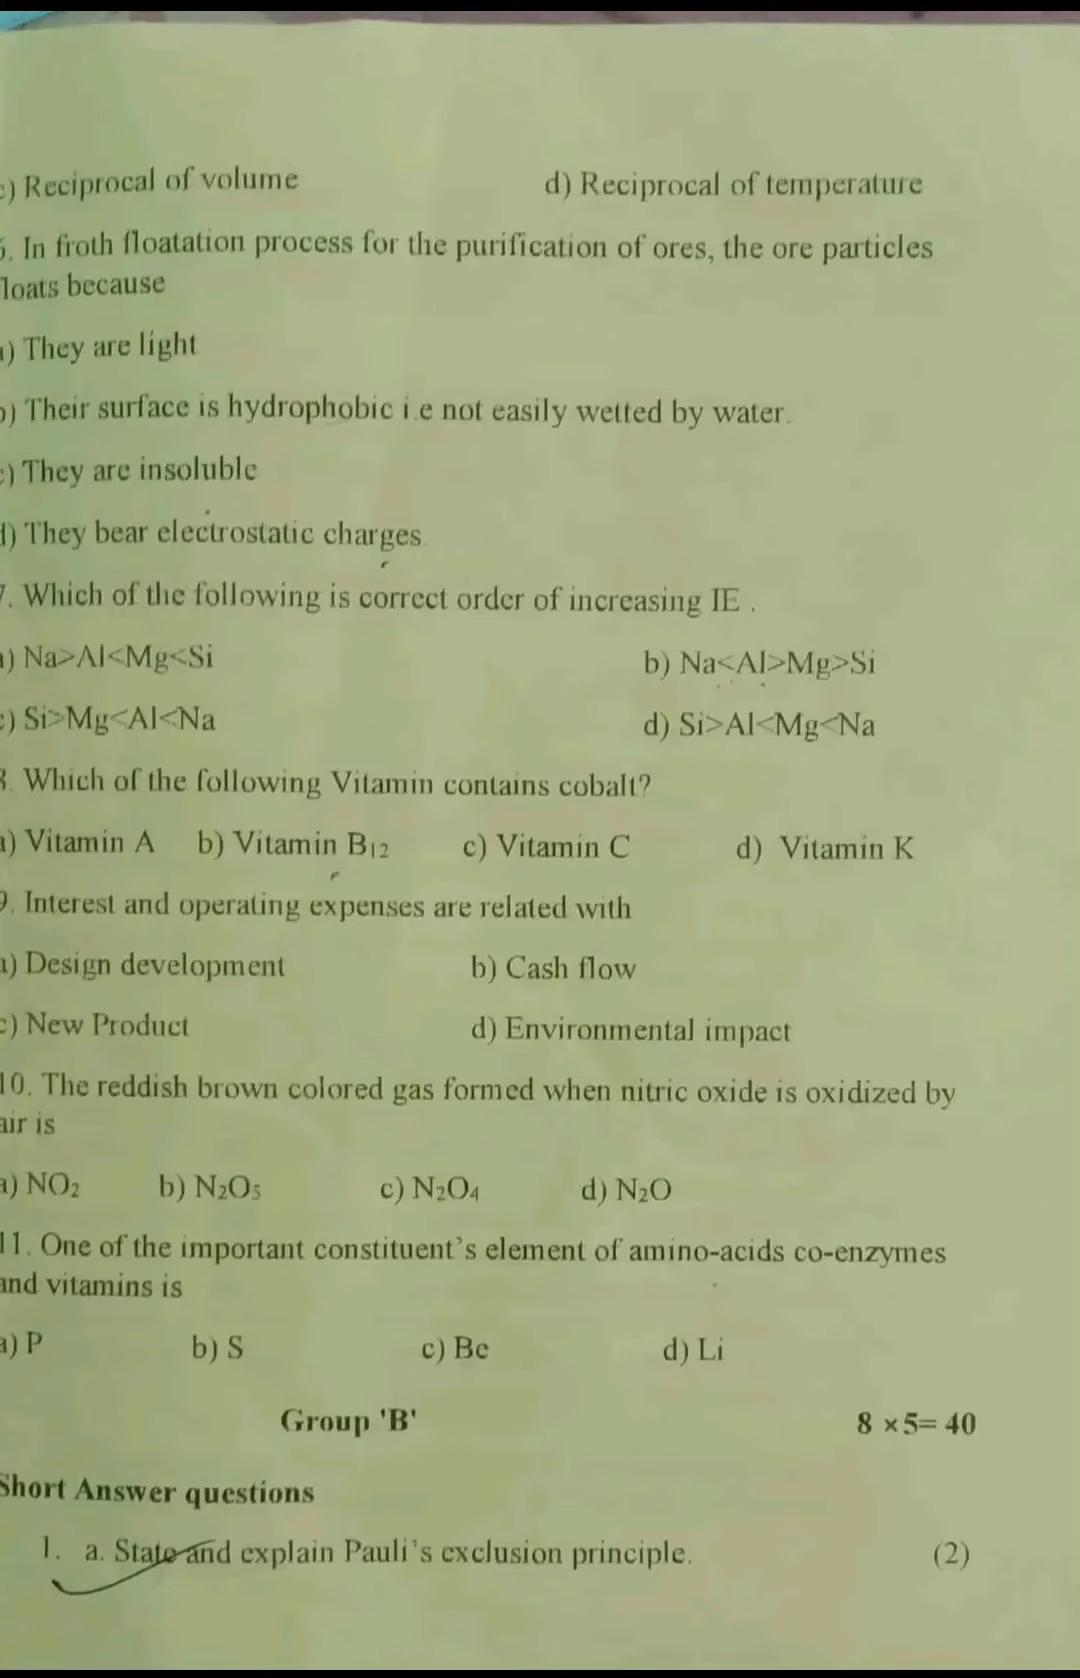 c) Reciprocal of volume d) Reciprocal of temperature
6. In froth floatation process for the purification of ores, the ore particles
floats because
a) They are light
b) Their surface is hydrophobic i.e not easily wetted by water.
c) They are insoluble
d) They bear electrostatic charges
7. Which of the following is correct order of increasing IE .
a) Na>Al<Mg<Si b) Na<Al>Mg>Si
c) Si>Mg<Al<Na d) Si>Al<Mg<Na
8. Which of the following Vitamin contains cobalt?
a) Vitamin A b) Vitamin B₁₂ c) Vitamin C d) Vitamin K
9. Interest and operating expenses are related with
a) Design development b) Cash flow
c) New Product d) Environmental impact
10. The reddish brown colored gas formed when nitric oxide is oxidized by
air is
a) NO₂ b) N₂O₅ c) N₂O₄ d) N₂O
11. One of the important constituent's element of amino-acids co-enzymes
and vitamins is
a) P b) S c) Be d) Li
Group 'B' 8 ×5= 40
Short Answer questions
1. a. State and explain Pauli's exclusion principle. (2)